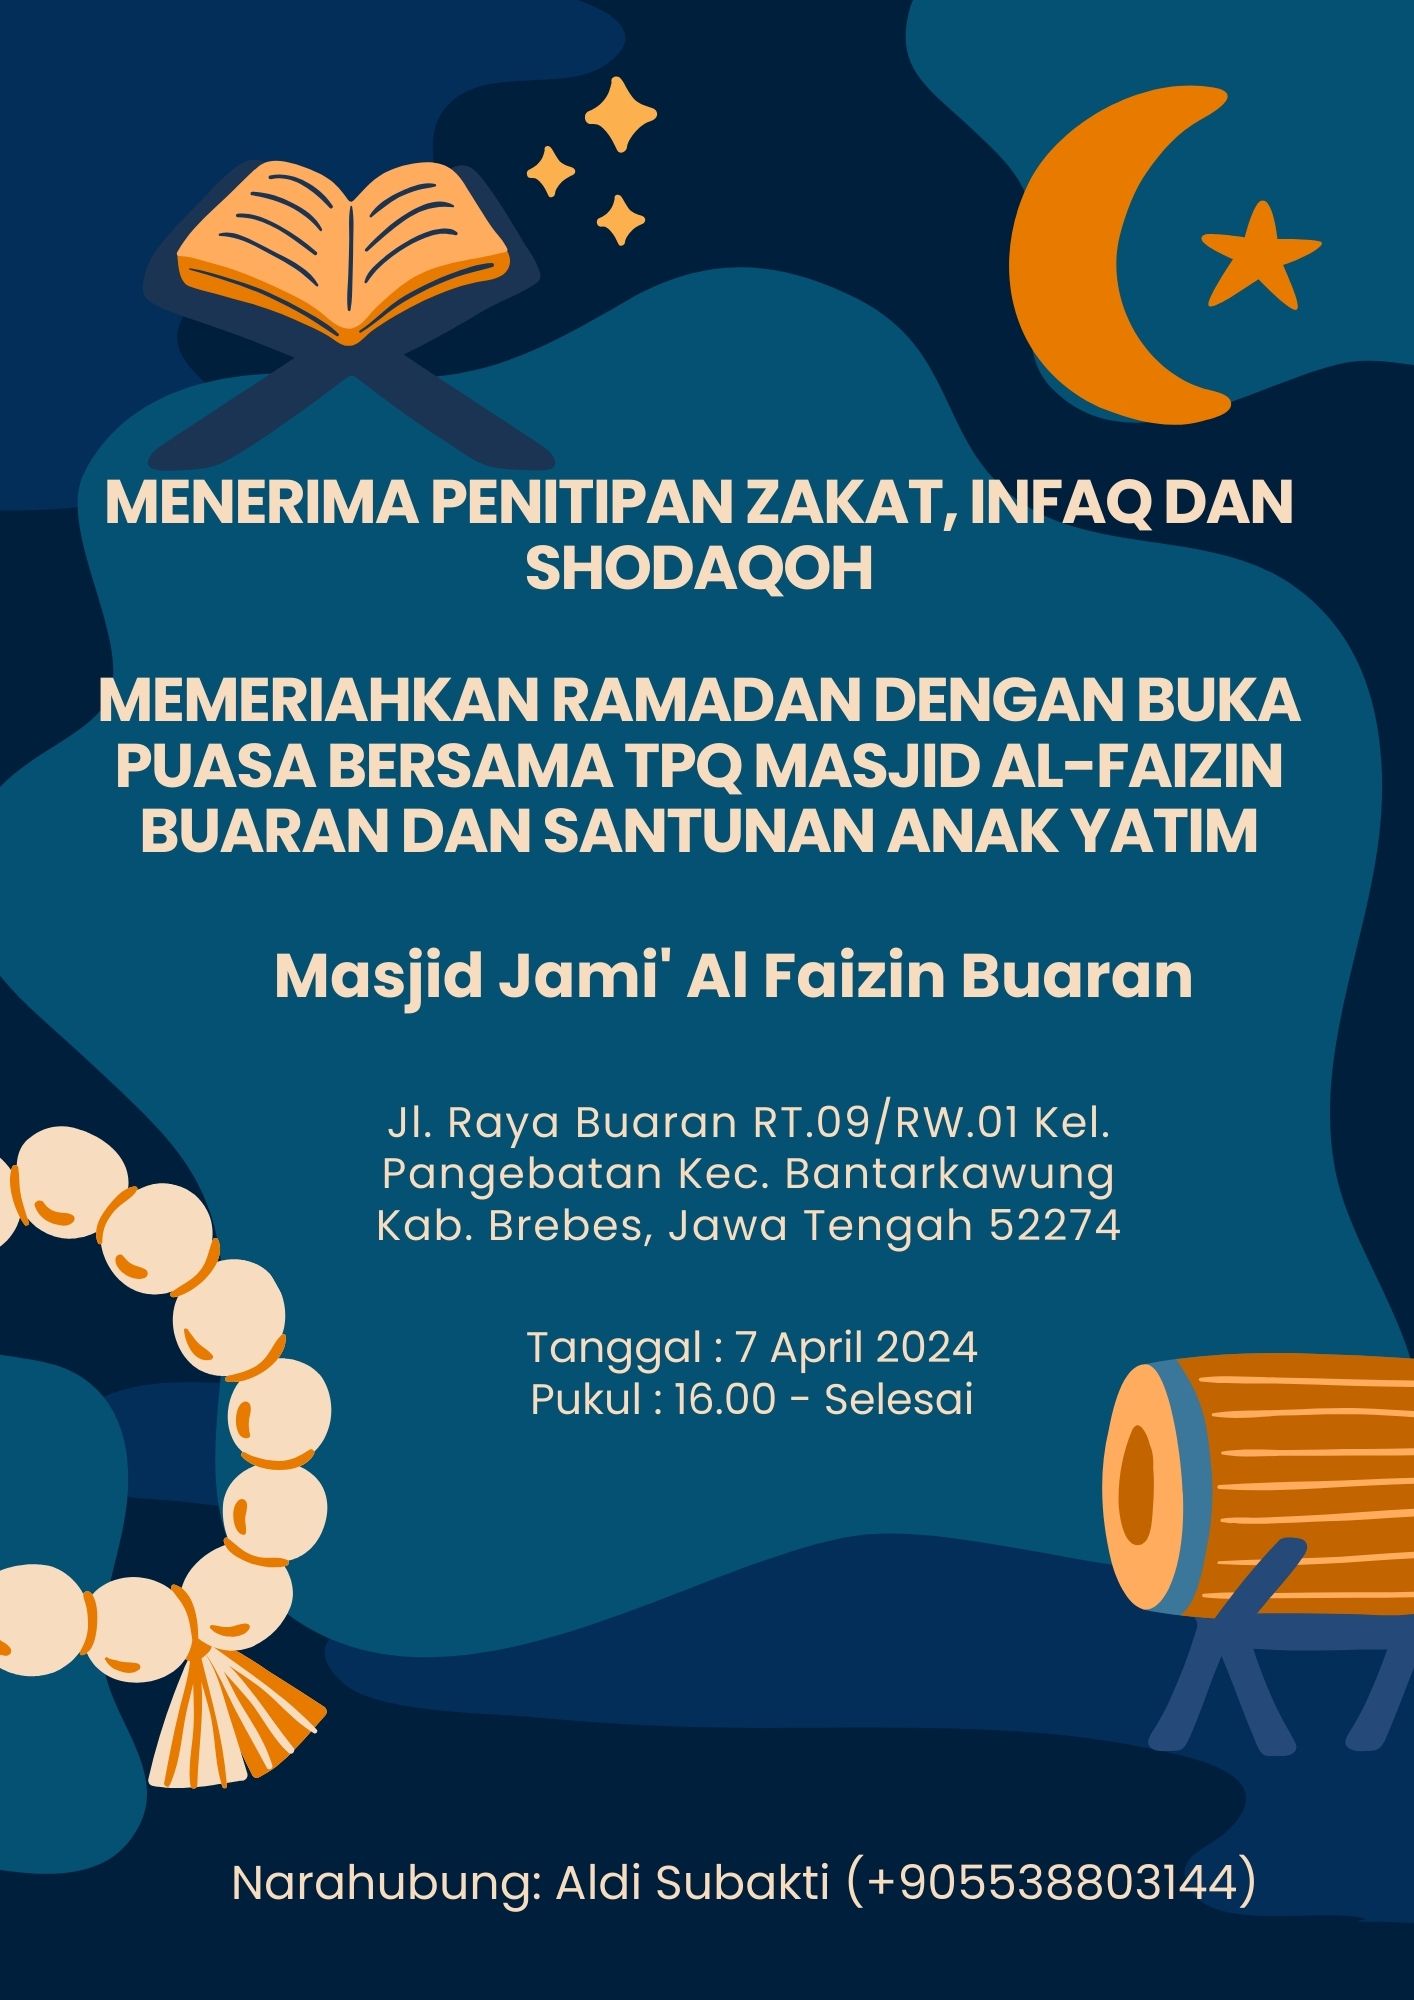 MENERIMA PENITIPAN ZAKAT, INFAQ DAN
SHODAQOH
MEMERIAHKAN RAMADAN DENGAN BUKA
PUASA BERSAMA TPQ MASJID AL-FAIZIN
BUARAN DAN SANTUNAN ANAK YATIM
Masjid Jami' Al Faizin Buaran
Jl. Raya Buaran RT.09/RW.01 Kel.
Pangebatan Kec. Bantarkawung
Kab. Brebes, Jawa Tengah 52274
Tanggal : 7 April 2024
Pukul : 16.00 - Selesai
Narahubung: Aldi Subakti (+905538803144)